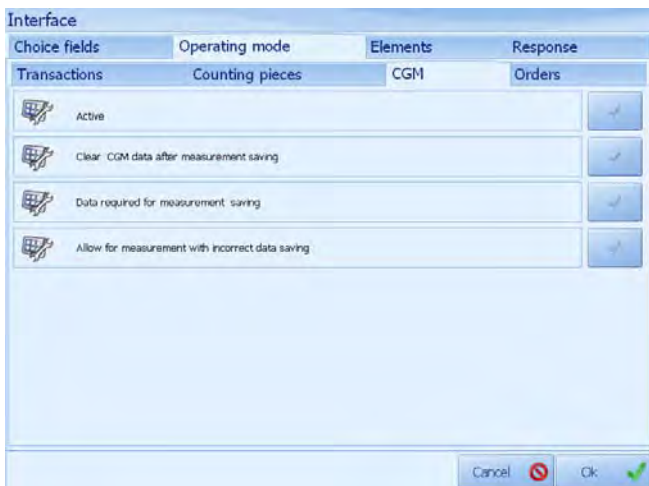 Interface
Choice fields Operating mode Elements Response
Transactions Counting pieces CGM Orders
Active
Clear CGM data after measurement saving
Data required for measurement saving
Allow for measurement with incorrect data saving
Cancel Ok